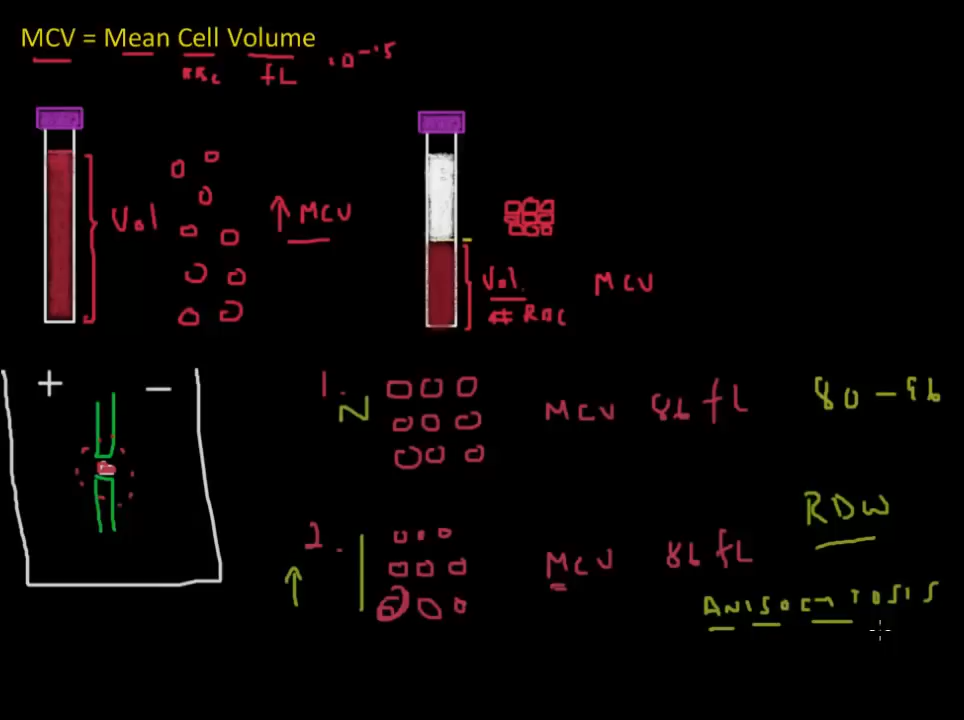 MCV = Mean Cell Volume
RBC fL 10-15
Vol ↑ MCV
Vol. MCV
# RBC
+ −
1. N MCV 86 fL 80 - 96
RDW
2. ↑ MCV 86 fL
ANISOCYTOSIS